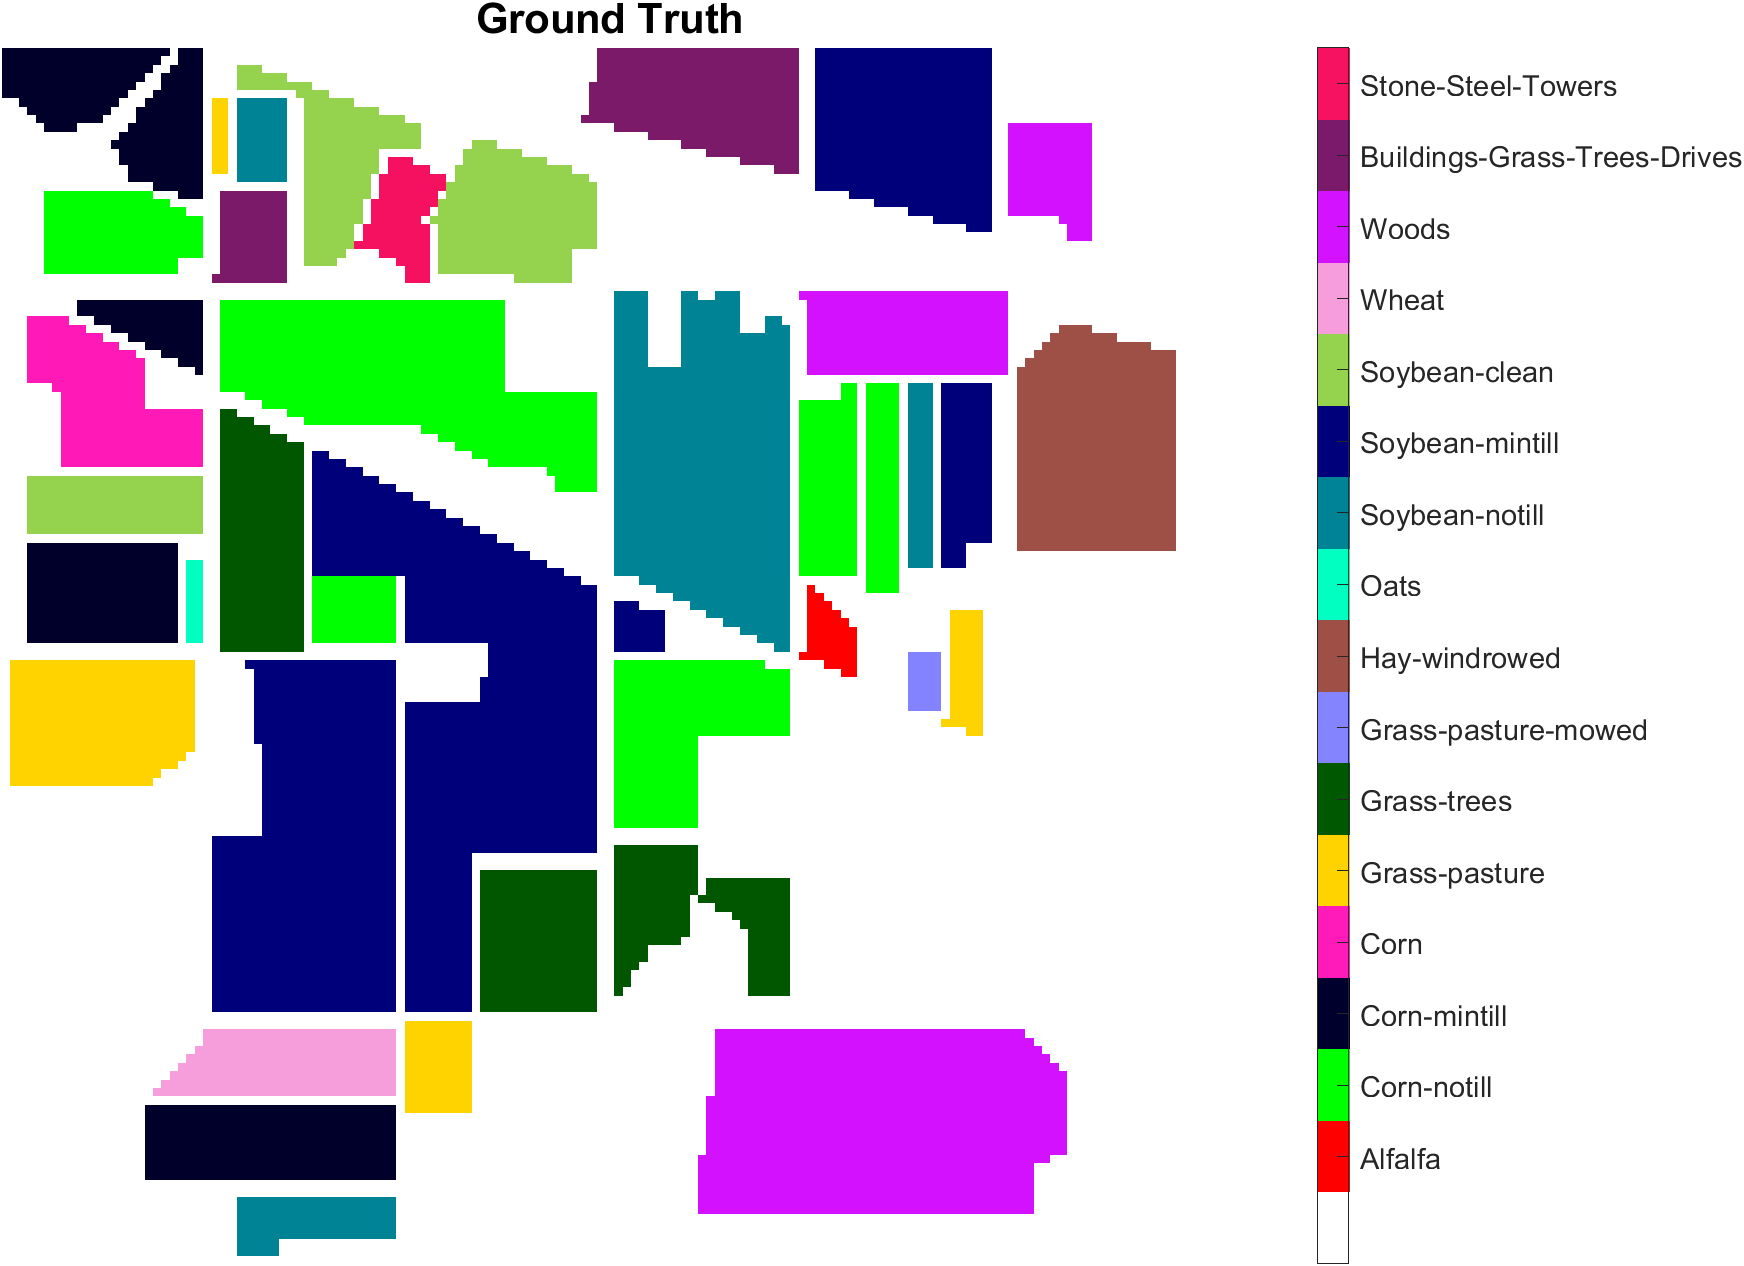 Ground Truth
Stone-Steel-Towers
Buildings-Grass-Trees-Drives
Woods
Wheat
Soybean-clean
Soybean-mintill
Soybean-notill
Oats
Hay-windrowed
Grass-pasture-mowed
Grass-trees
Grass-pasture
Corn
Corn-mintill
Corn-notill
Alfalfa